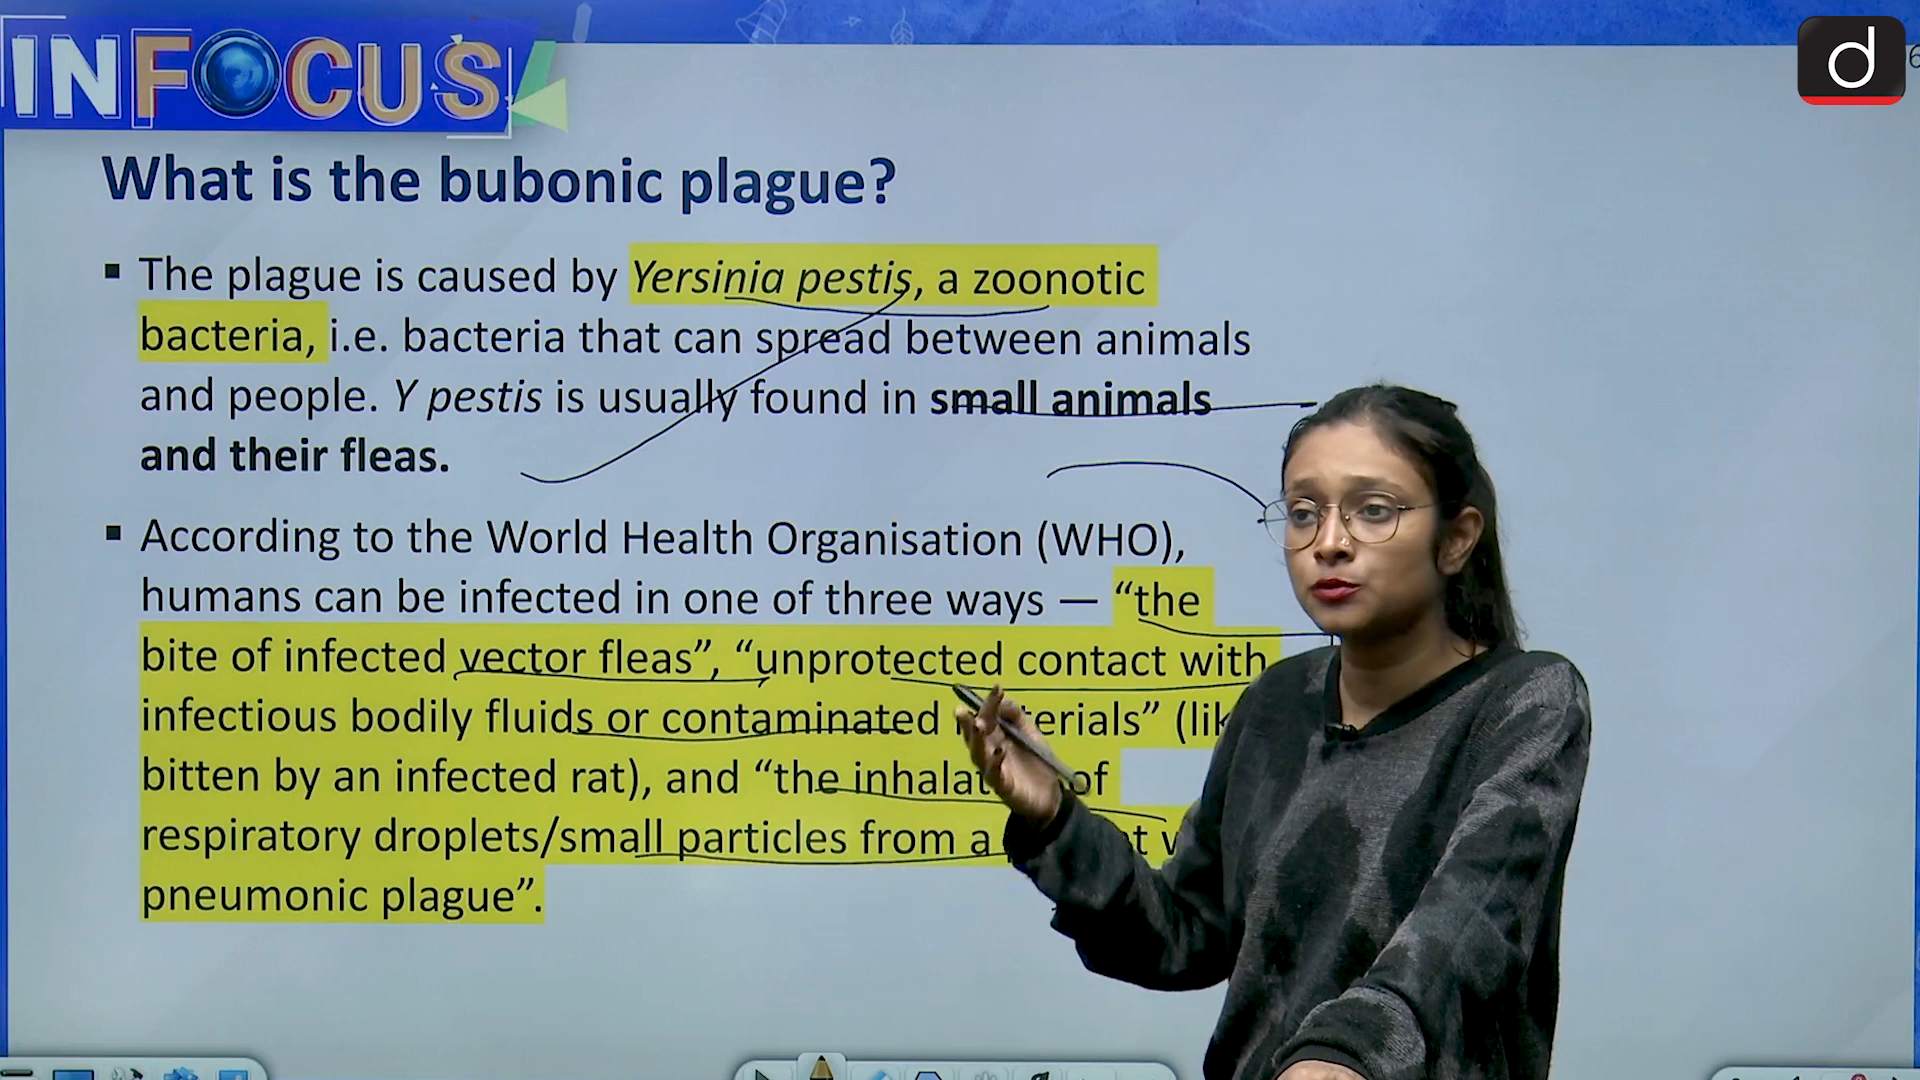 INFOCUS
d
What is the bubonic plague?
▪ The plague is caused by Yersinia pestis, a zoonotic
bacteria, i.e. bacteria that can spread between animals
and people. Y pestis is usually found in small animals
and their fleas.
▪ According to the World Health Organisation (WHO),
humans can be infected in one of three ways — “the
bite of infected vector fleas”, “unprotected contact with
infectious bodily fluids or contaminated materials” (like
bitten by an infected rat), and “the inhalation of
respiratory droplets/small particles from a
pneumonic plague”.